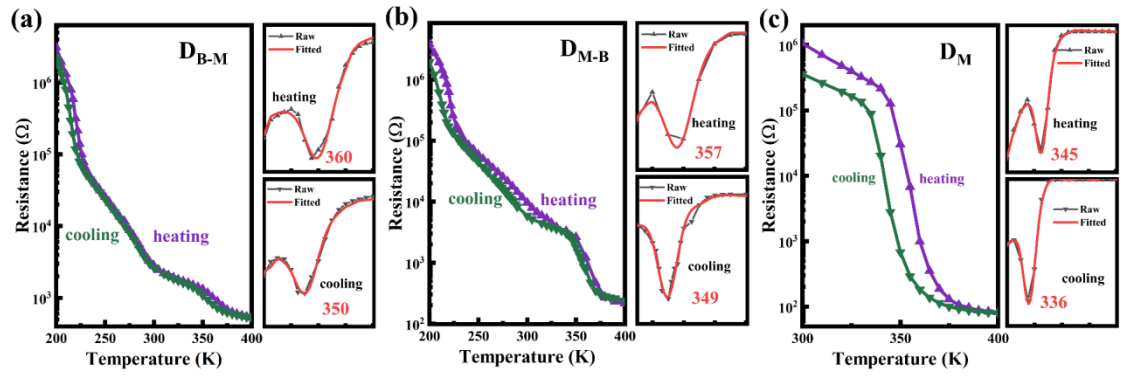 (a)
D_B-M
10^6
10^5
10^4
10^3
Resistance (Ω)
cooling
heating
200 250 300 350 400
Temperature (K)
Raw
Fitted
heating
360
Raw
Fitted
cooling
350
(b)
D_M-B
10^6
10^5
10^4
10^3
10^2
Resistance (Ω)
cooling
heating
200 250 300 350 400
Temperature (K)
Raw
Fitted
heating
357
Raw
Fitted
cooling
349
(c)
D_M
10^6
10^5
10^4
10^3
10^2
Resistance (Ω)
cooling
heating
300 350 400
Temperature (K)
Raw
Fitted
heating
345
Raw
Fitted
cooling
336